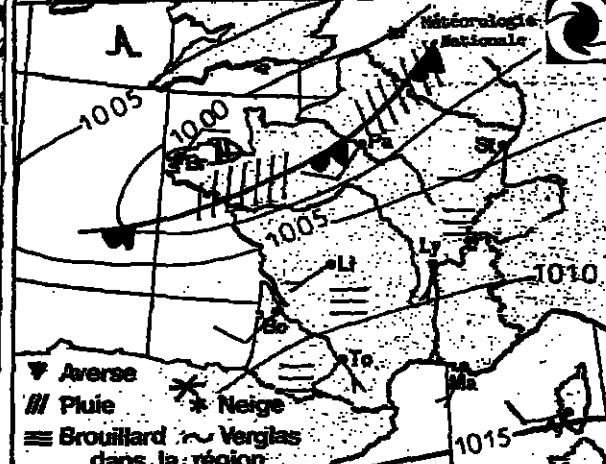 Météorologie
Nationale
1005
1000
Br
Pa
St
1005
Ly
Li
1010
Bo
To
Ma
Averse
Pluie
Neige
Brouillard
Verglas
dans la région
1015